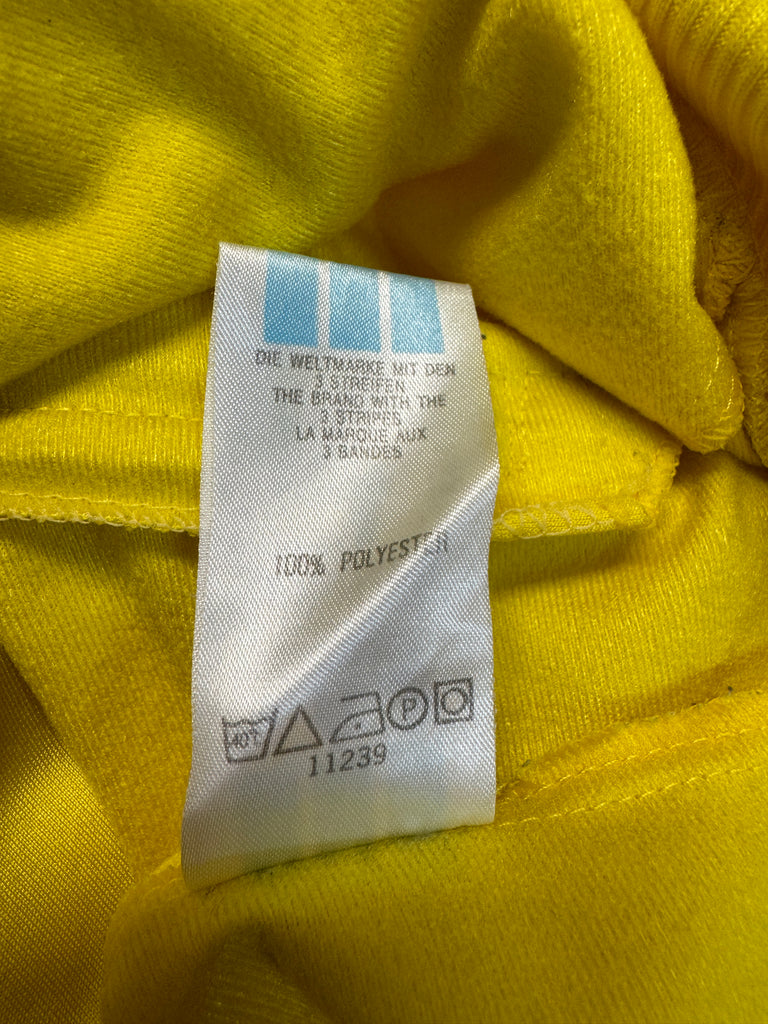 DIE WELTMARKE MIT DEN
3 STREIFEN
THE BRAND WITH THE
3 STRIPES
LA MARQUE AUX
3 BANDES
100% POLYESTER
40° P
11239